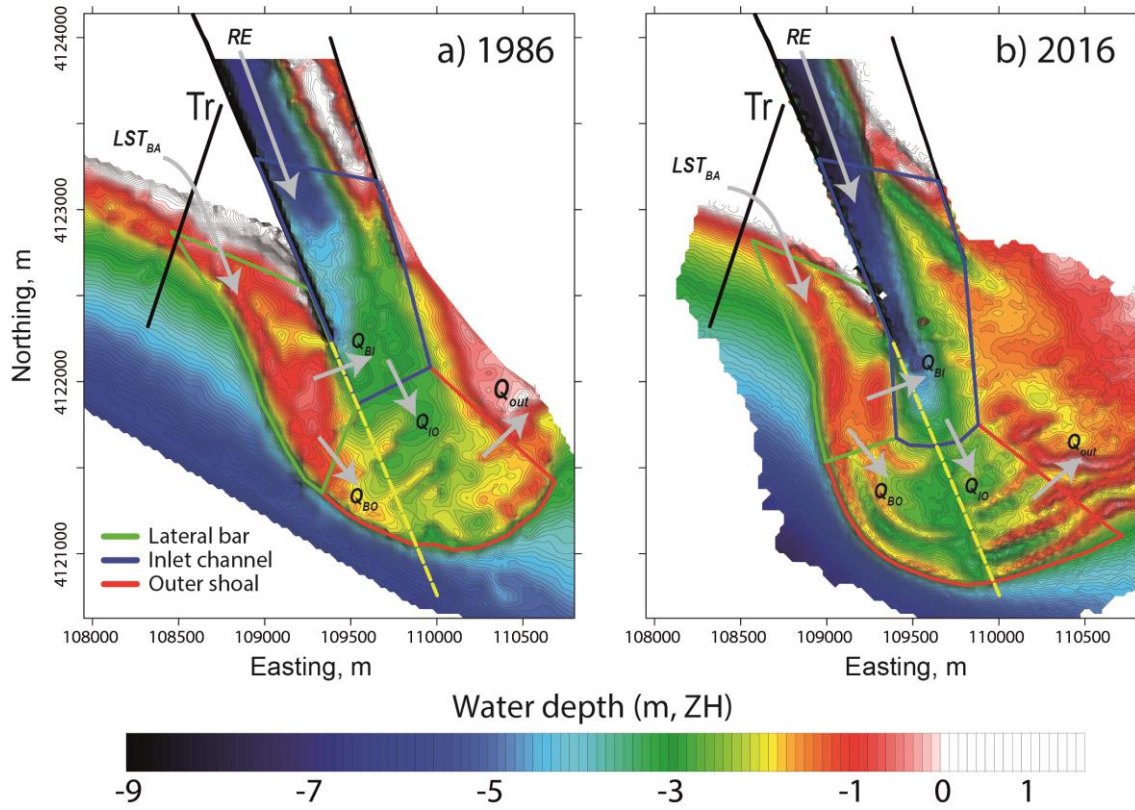 RE
a) 1986
Tr
LST_BA
Q_BI
Q_IO
Q_out
Q_BO
Lateral bar
Inlet channel
Outer shoal
4124000
4123000
4122000
4121000
Northing, m
108000
108500
109000
109500
110000
110500
Easting, m
RE
b) 2016
Tr
LST_BA
Q_BI
Q_out
Q_BO
Q_IO
108000
108500
109000
109500
110000
110500
Easting, m
Water depth (m, ZH)
-9 -7 -5 -3 -1 0 1